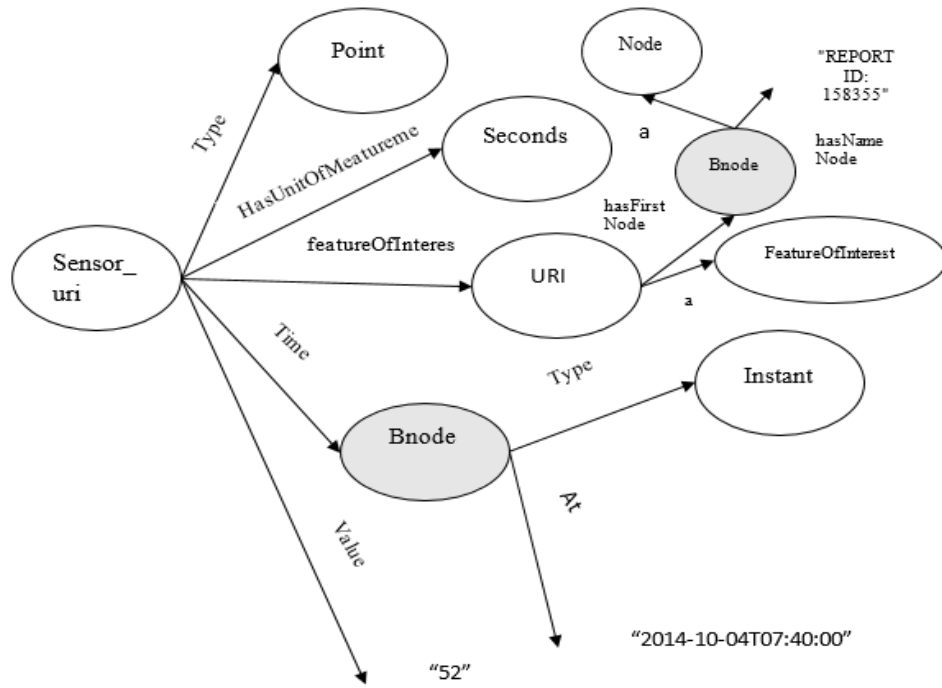 Point
Node
"REPORT
ID:
158355"
Type
HasUnitOfMeatureme
Seconds
a
Bnode
hasName
Node
hasFirst
Node
featureOfInteres
Sensor_
uri
URI
FeatureOfInterest
a
Time
Type
Instant
Bnode
At
Value
“2014-10-04T07:40:00”
“52”